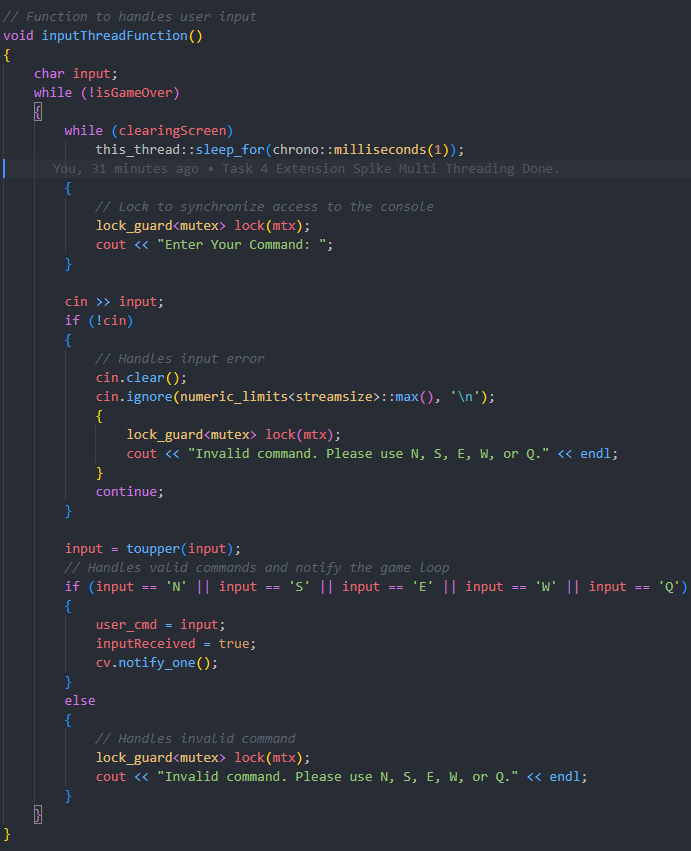 // Function to handles user input
void inputThreadFunction()
{
    char input;
    while (!isGameOver)
    {
        while (clearingScreen)
            this_thread::sleep_for(chrono::milliseconds(1));
You, 31 minutes ago • Task 4 Extension Spike Multi Threading Done.
        {
            // Lock to synchronize access to the console
            lock_guard<mutex> lock(mtx);
            cout << "Enter Your Command: ";
        }

        cin >> input;
        if (!cin)
        {
            // Handles input error
            cin.clear();
            cin.ignore(numeric_limits<streamsize>::max(), '\n');
            {
                lock_guard<mutex> lock(mtx);
                cout << "Invalid command. Please use N, S, E, W, or Q." << endl;
            }
            continue;
        }

        input = toupper(input);
        // Handles valid commands and notify the game loop
        if (input == 'N' || input == 'S' || input == 'E' || input == 'W' || input == 'Q')
        {
            user_cmd = input;
            inputReceived = true;
            cv.notify_one();
        }
        else
        {
            // Handles invalid command
            lock_guard<mutex> lock(mtx);
            cout << "Invalid command. Please use N, S, E, W, or Q." << endl;
        }
    }
}